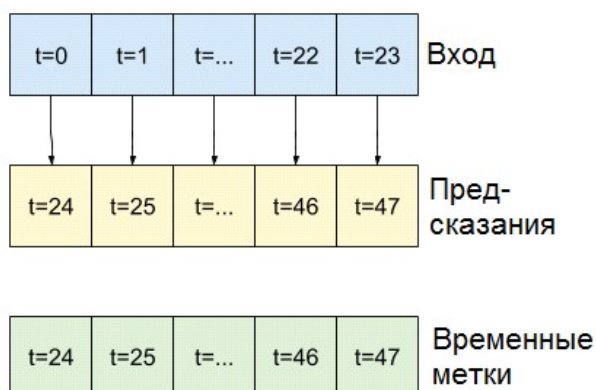 t=0 t=1 t=... t=22 t=23 Вход
t=24 t=25 t=... t=46 t=47 Пред-
сказания
t=24 t=25 t=... t=46 t=47 Временные
метки